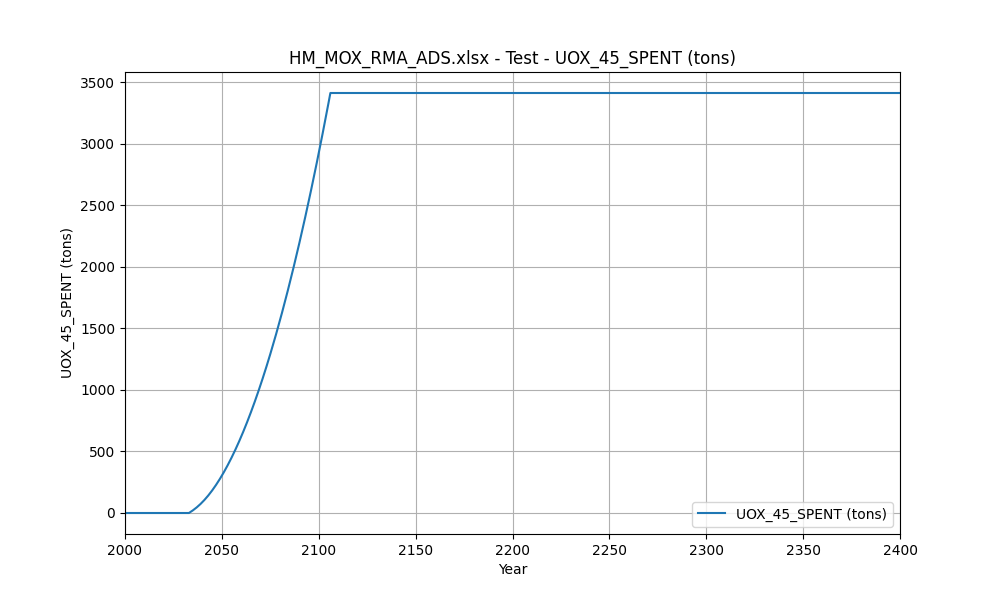 HM_MOX_RMA_ADS.xlsx - Test - UOX_45_SPENT (tons)
UOX_45_SPENT (tons)
3500
3000
2500
2000
1500
1000
500
0
UOX_45_SPENT (tons)
2000 2050 2100 2150 2200 2250 2300 2350 2400
Year